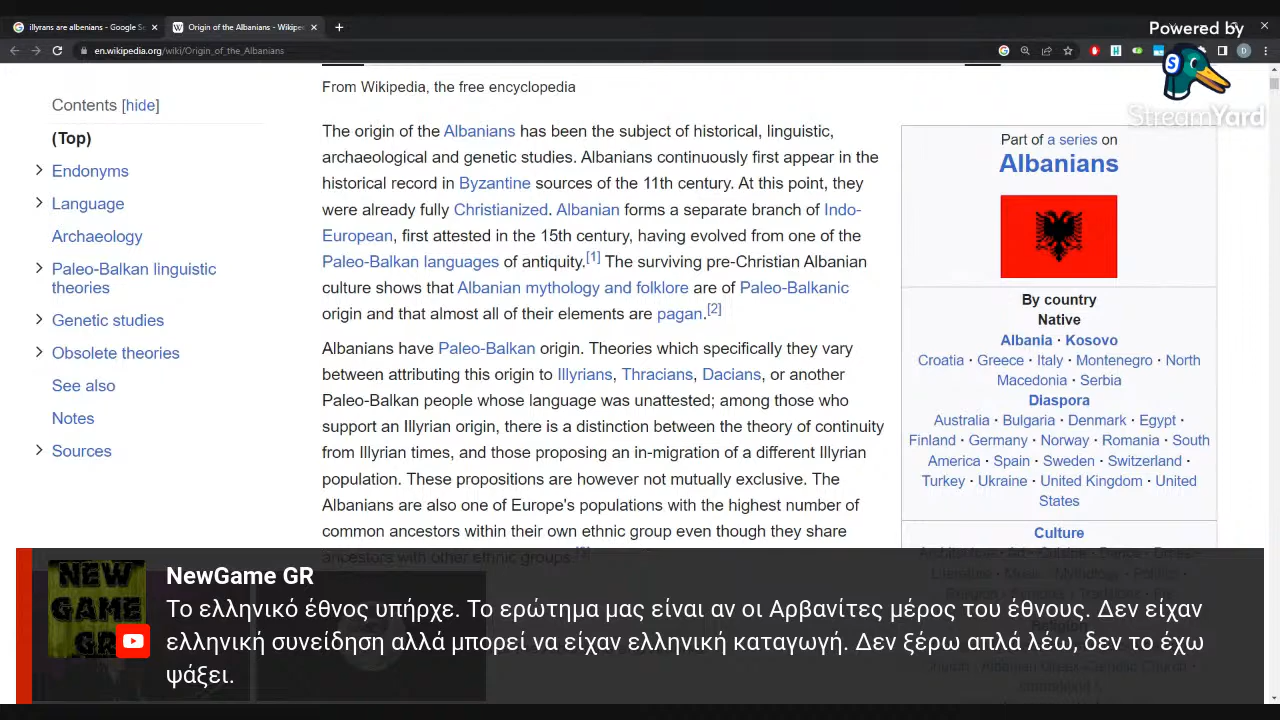 illyrans are albenians - Google Se
Origin of the Albanians - Wikiped
Powered by
en.wikipedia.org/wiki/Origin_of_the_Albanians
StreamYard
Contents [hide]
(Top)
Endonyms
Language
Archaeology
Paleo-Balkan linguistic
theories
Genetic studies
Obsolete theories
See also
Notes
Sources
From Wikipedia, the free encyclopedia
The origin of the Albanians has been the subject of historical, linguistic,
archaeological and genetic studies. Albanians continuously first appear in the
historical record in Byzantine sources of the 11th century. At this point, they
were already fully Christianized. Albanian forms a separate branch of Indo-
European, first attested in the 15th century, having evolved from one of the
Paleo-Balkan languages of antiquity.[1] The surviving pre-Christian Albanian
culture shows that Albanian mythology and folklore are of Paleo-Balkanic
origin and that almost all of their elements are pagan.[2]
Albanians have Paleo-Balkan origin. Theories which specifically they vary
between attributing this origin to Illyrians, Thracians, Dacians, or another
Paleo-Balkan people whose language was unattested; among those who
support an Illyrian origin, there is a distinction between the theory of continuity
from Illyrian times, and those proposing an in-migration of a different Illyrian
population. These propositions are however not mutually exclusive. The
Albanians are also one of Europe's populations with the highest number of
common ancestors within their own ethnic group even though they share
ancestors with other ethnic groups.[3]
Part of a series on
Albanians
By country
Native
Albania · Kosovo
Croatia · Greece · Italy · Montenegro · North
Macedonia · Serbia
Diaspora
Australia · Bulgaria · Denmark · Egypt ·
Finland · Germany · Norway · Romania · South
America · Spain · Sweden · Switzerland ·
Turkey · Ukraine · United Kingdom · United
States
Culture
NEW
GAME
GR
NewGame GR
Το ελληνικό έθνος υπήρχε. Το ερώτημα μας είναι αν οι Αρβανίτες μέρος του έθνους. Δεν είχαν
ελληνική συνείδηση αλλά μπορεί να είχαν ελληνική καταγωγή. Δεν ξέρω απλά λέω, δεν το έχω
ψάξει.